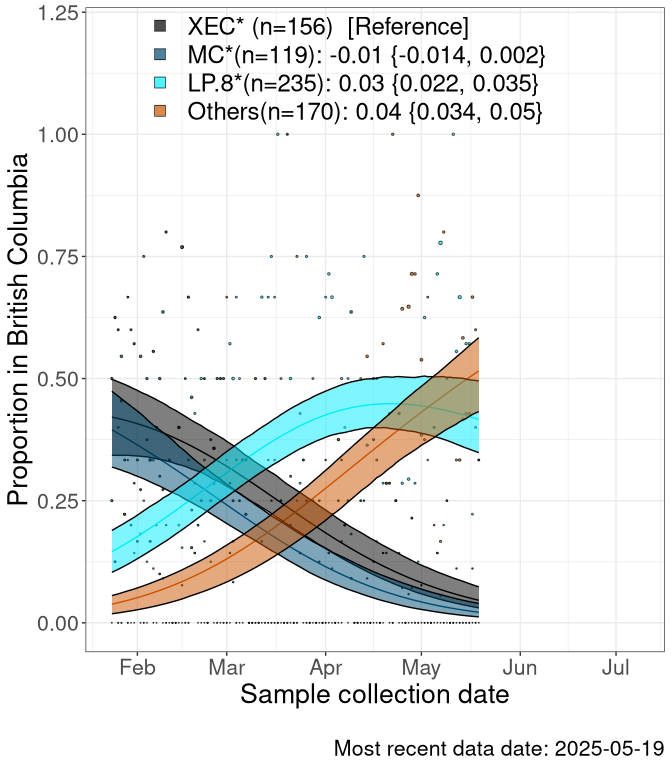 XEC* (n=156)  [Reference]
MC*(n=119): -0.01 {-0.014, 0.002}
LP.8*(n=235): 0.03 {0.022, 0.035}
Others(n=170): 0.04 {0.034, 0.05}
Proportion in British Columbia
1.25
1.00
0.75
0.50
0.25
0.00
Feb Mar Apr May Jun Jul
Sample collection date
Most recent data date: 2025-05-19